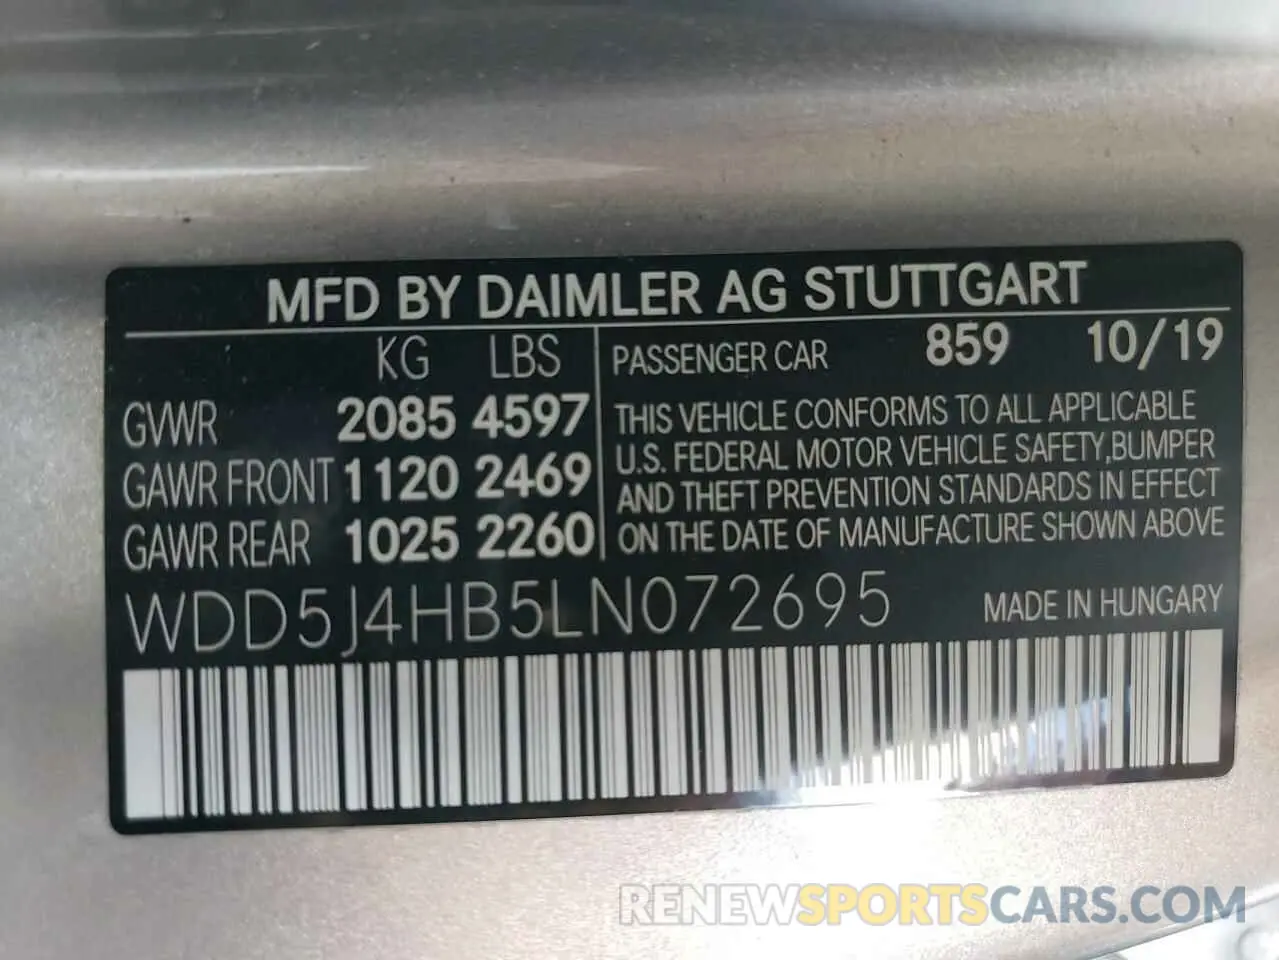 MFD BY DAIMLER AG STUTTGART
KG LBS
GVWR 2085 4597
GAWR FRONT 1120 2469
GAWR REAR 1025 2260
PASSENGER CAR 859 10/19
THIS VEHICLE CONFORMS TO ALL APPLICABLE
U.S. FEDERAL MOTOR VEHICLE SAFETY,BUMPER
AND THEFT PREVENTION STANDARDS IN EFFECT
ON THE DATE OF MANUFACTURE SHOWN ABOVE
WDD5J4HB5LN072695 MADE IN HUNGARY
RENEWSPORTSCARS.COM